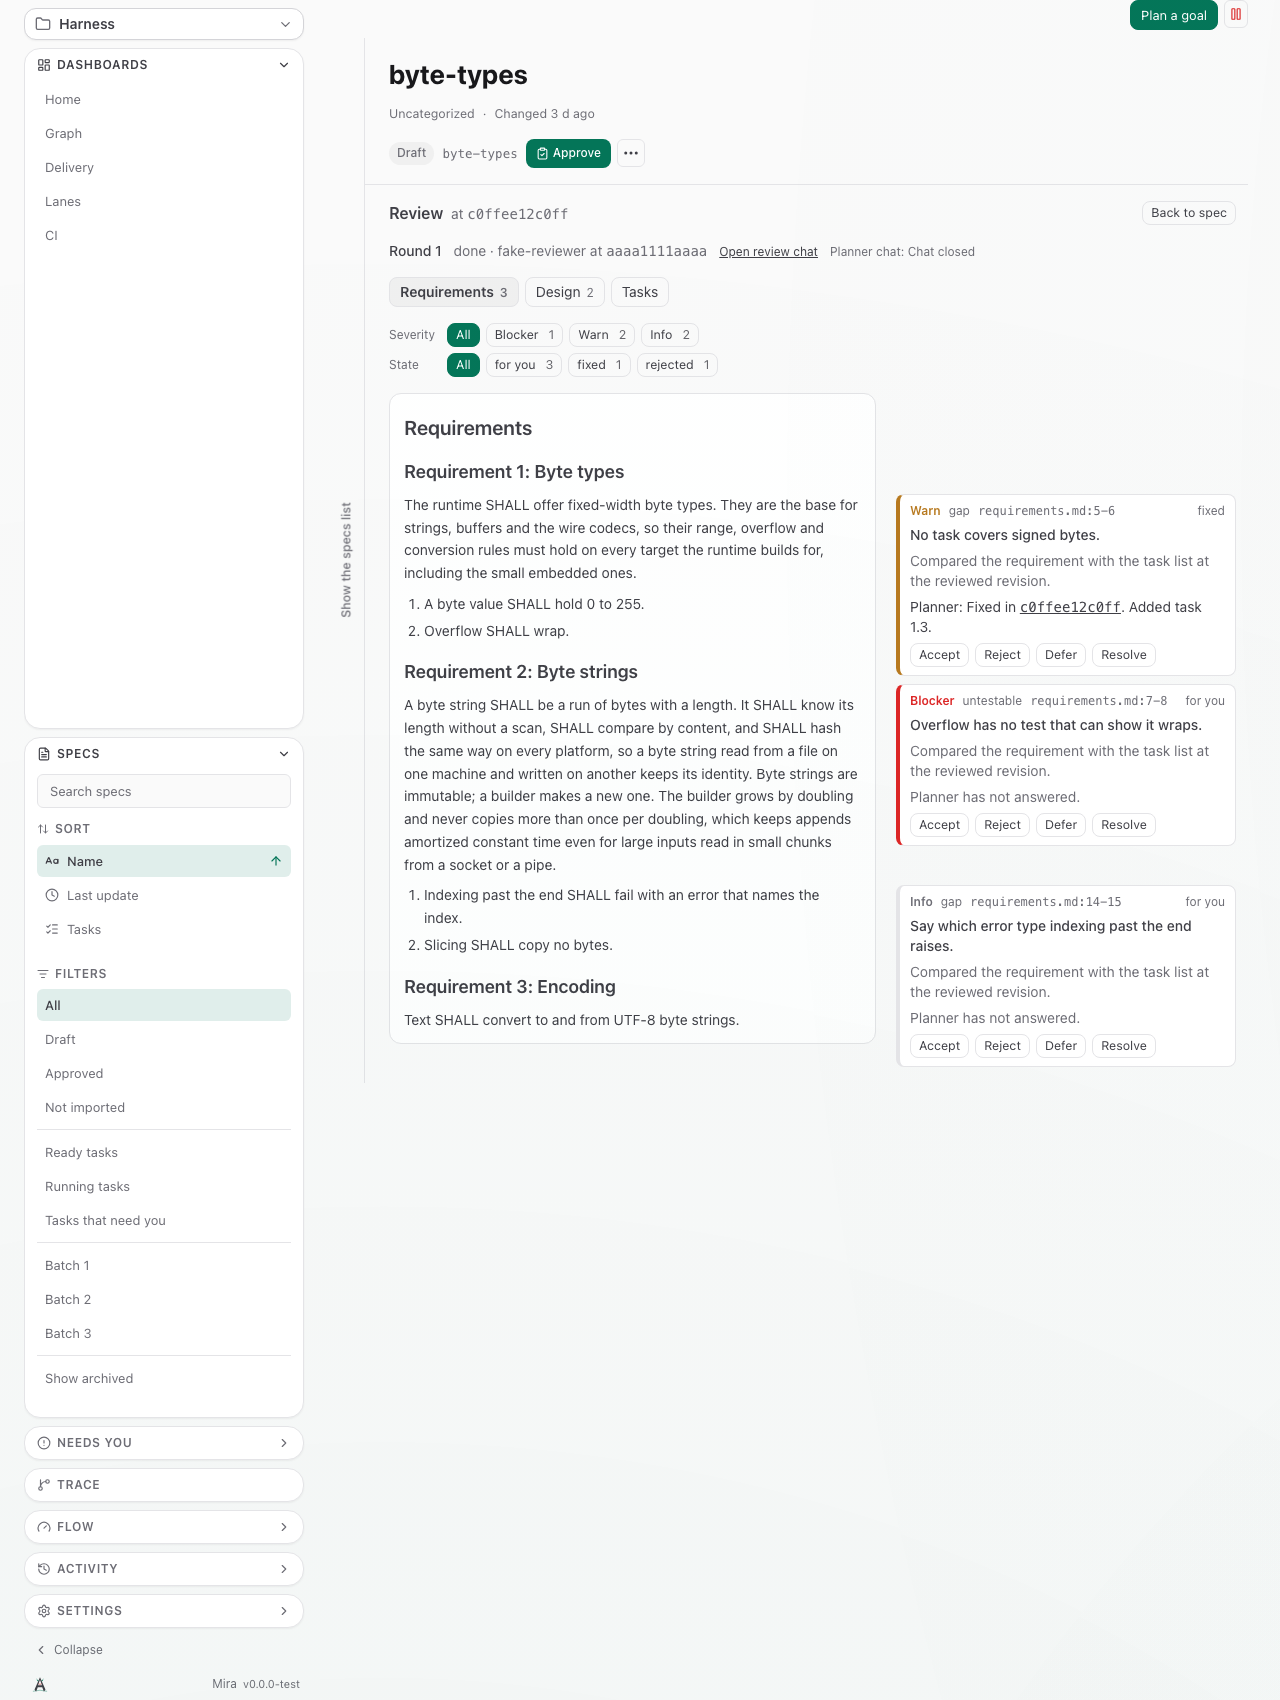 Harness
Plan a goal
DASHBOARDS
Home
Graph
Delivery
Lanes
CI
SPECS
Search specs
SORT
Aa Name
Last update
Tasks
FILTERS
All
Draft
Approved
Not imported
Ready tasks
Running tasks
Tasks that need you
Batch 1
Batch 2
Batch 3
Show archived
NEEDS YOU
TRACE
FLOW
ACTIVITY
SETTINGS
Collapse
Mira v0.0.0-test
Show the specs list
byte-types
Uncategorized · Changed 3 d ago
Draft byte-types Approve
Review at c0ffee12c0ff
Back to spec
Round 1 done · fake-reviewer at aaaa1111aaaa Open review chat Planner chat: Chat closed
Requirements 3 Design 2 Tasks
Severity All Blocker 1 Warn 2 Info 2
State All for you 3 fixed 1 rejected 1
Requirements
Requirement 1: Byte types
The runtime SHALL offer fixed-width byte types. They are the base for
strings, buffers and the wire codecs, so their range, overflow and
conversion rules must hold on every target the runtime builds for,
including the small embedded ones.
1. A byte value SHALL hold 0 to 255.
2. Overflow SHALL wrap.
Requirement 2: Byte strings
A byte string SHALL be a run of bytes with a length. It SHALL know its
length without a scan, SHALL compare by content, and SHALL hash
the same way on every platform, so a byte string read from a file on
one machine and written on another keeps its identity. Byte strings are
immutable; a builder makes a new one. The builder grows by doubling
and never copies more than once per doubling, which keeps appends
amortized constant time even for large inputs read in small chunks
from a socket or a pipe.
1. Indexing past the end SHALL fail with an error that names the
index.
2. Slicing SHALL copy no bytes.
Requirement 3: Encoding
Text SHALL convert to and from UTF-8 byte strings.
Warn gap requirements.md:5–6 fixed
No task covers signed bytes.
Compared the requirement with the task list at
the reviewed revision.
Planner: Fixed in c0ffee12c0ff. Added task
1.3.
Accept Reject Defer Resolve
Blocker untestable requirements.md:7–8 for you
Overflow has no test that can show it wraps.
Compared the requirement with the task list at
the reviewed revision.
Planner has not answered.
Accept Reject Defer Resolve
Info gap requirements.md:14–15 for you
Say which error type indexing past the end
raises.
Compared the requirement with the task list at
the reviewed revision.
Planner has not answered.
Accept Reject Defer Resolve